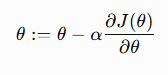 θ := θ − α ∂J(θ)/∂θ